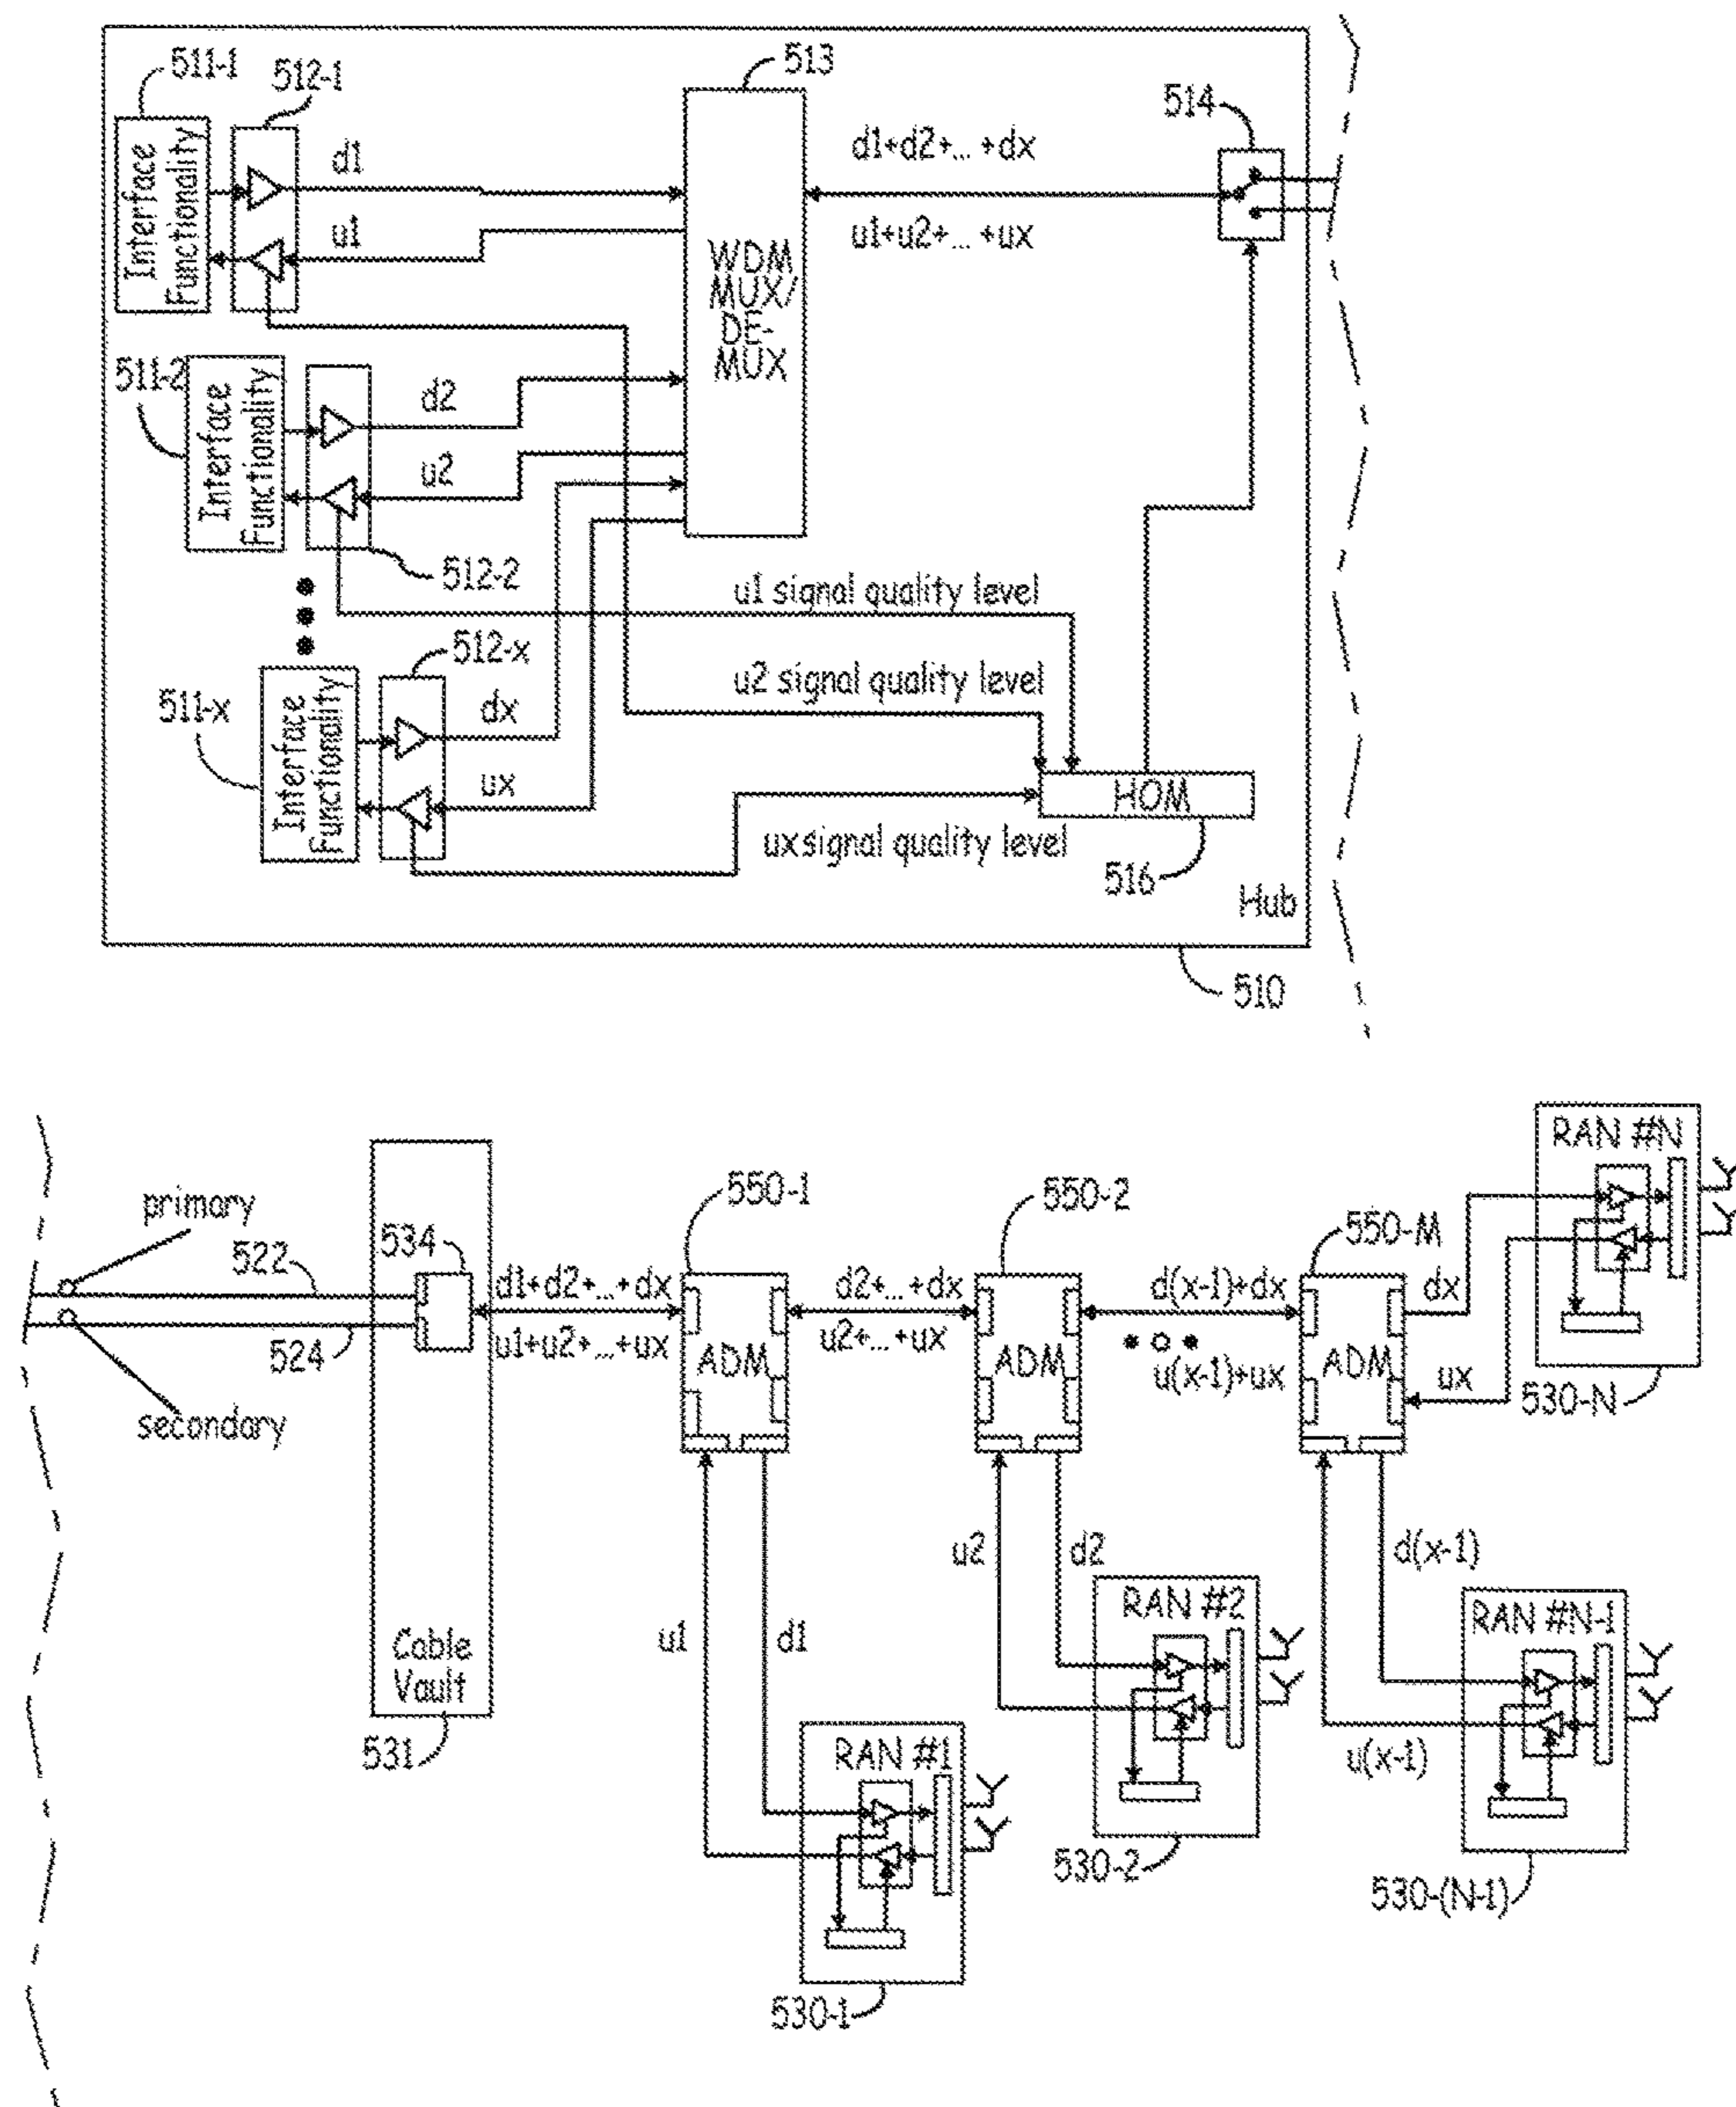 511-1
512-1
513
514
Interface
Functionality
d1
u1
d1+d2+... +dx
u1+u2+... +ux
WDM
MUX/
DE-
MUX
511-2
Interface
Functionality
d2
u2
512-2
u1 signal quality level
512-x
u2 signal quality level
511-x
Interface
Functionality
dx
ux
HOM
ux signal quality level
516
Hub
510
primary
522
534
secondary
524
Cable
Vault
531
d1+d2+...+dx
u1+u2+...+ux
550-1
ADM
d2+...+dx
u2+...+ux
550-2
ADM
d(x-1)+dx
u(x-1)+ux
550-M
ADM
dx
ux
RAN #N
530-N
u1
d1
RAN #1
530-1
u2
d2
RAN #2
530-2
d(x-1)
u(x-1)
RAN #N-1
530-(N-1)